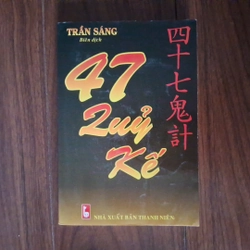 TRẦN SÁNG
Biên dịch
47
Quỷ
Kế
四十七鬼計
NHÀ XUẤT BẢN THANH NIÊN